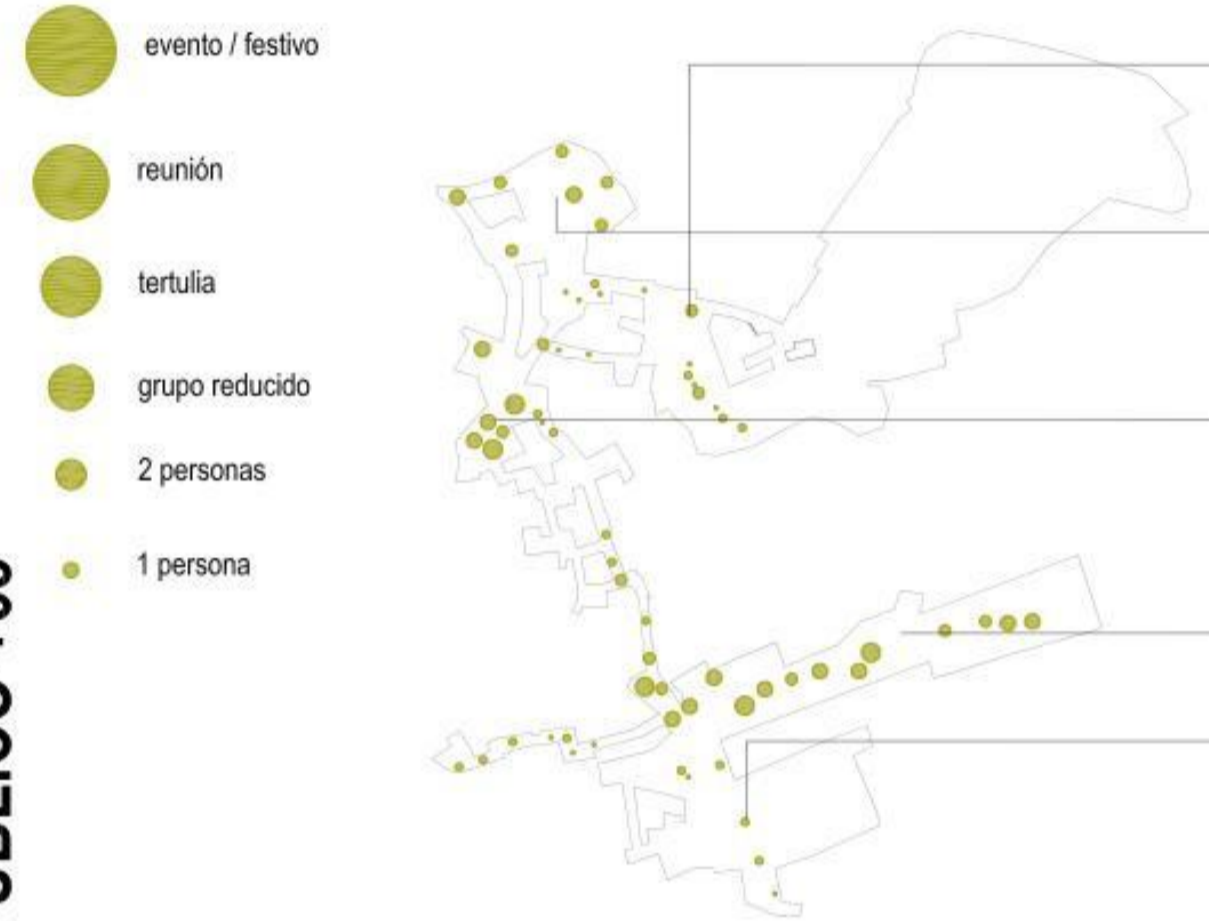 evento / festivo
reunión
tertulia
grupo reducido
2 personas
1 persona